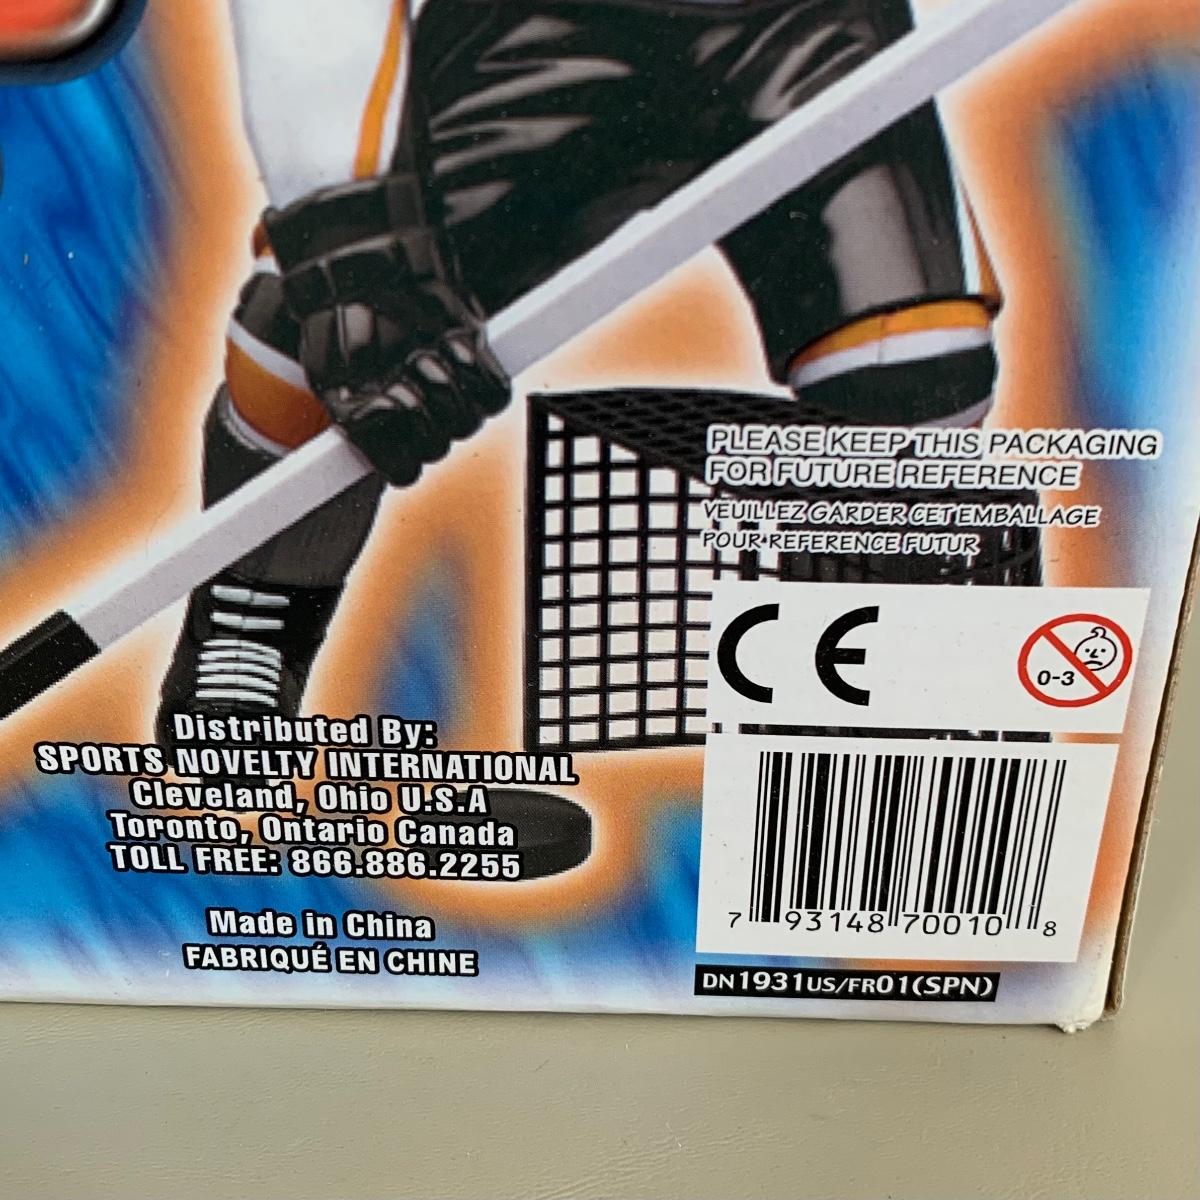 PLEASE KEEP THIS PACKAGING
FOR FUTURE REFERENCE
VEUILLEZ GARDER CET EMBALLAGE
POUR REFERENCE FUTUR
CE
0-3
Distributed By:
SPORTS NOVELTY INTERNATIONAL
Cleveland, Ohio U.S.A
Toronto, Ontario Canada
TOLL FREE: 866.886.2255
Made in China
FABRIQUÉ EN CHINE
7 93148 70010 8
DN1931US/FR01(SPN)